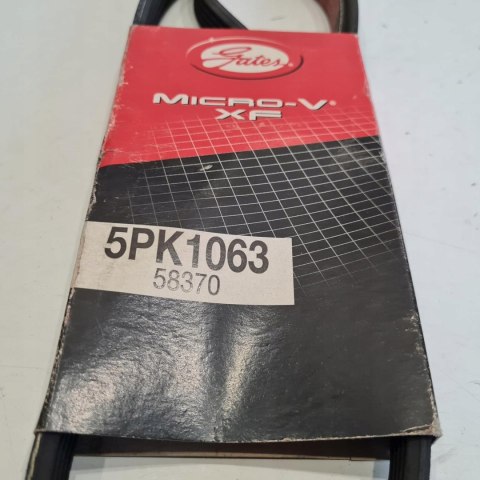 Gates
MICRO-V®
XF
5PK1063
58370